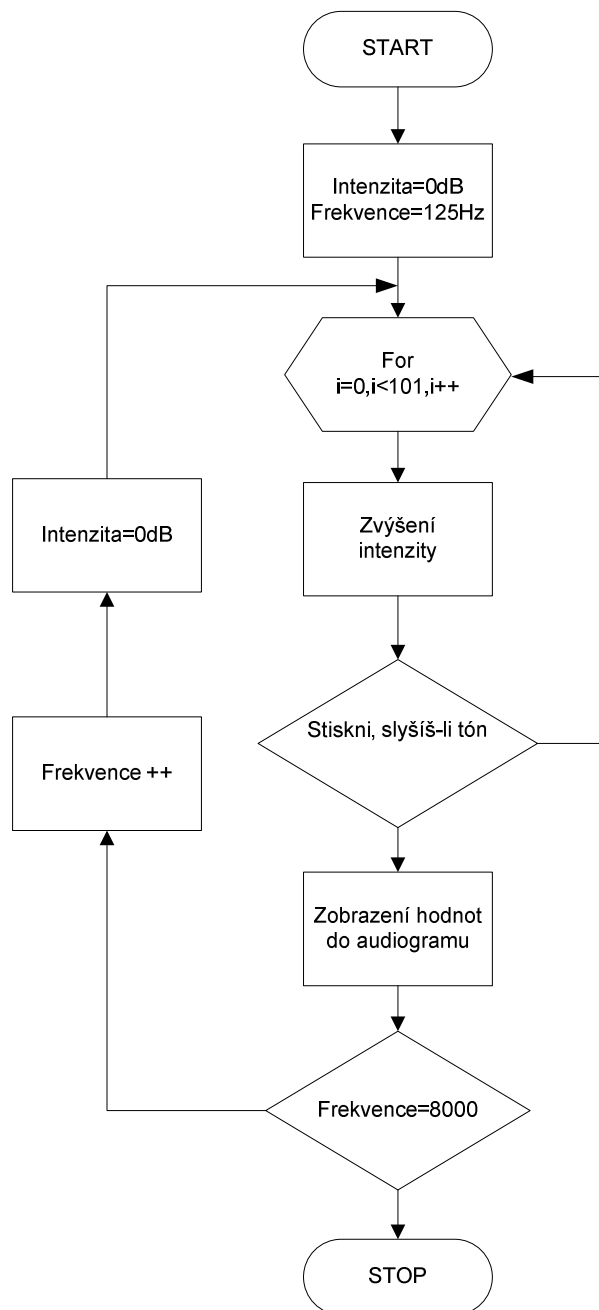 START
Intenzita=0dB
Frekvence=125Hz
For
i=0,i<101,i++
Intenzita=0dB
Zvýšení
intenzity
Stiskni, slyšíš-li tón
Frekvence ++
Zobrazení hodnot
do audiogramu
Frekvence=8000
STOP